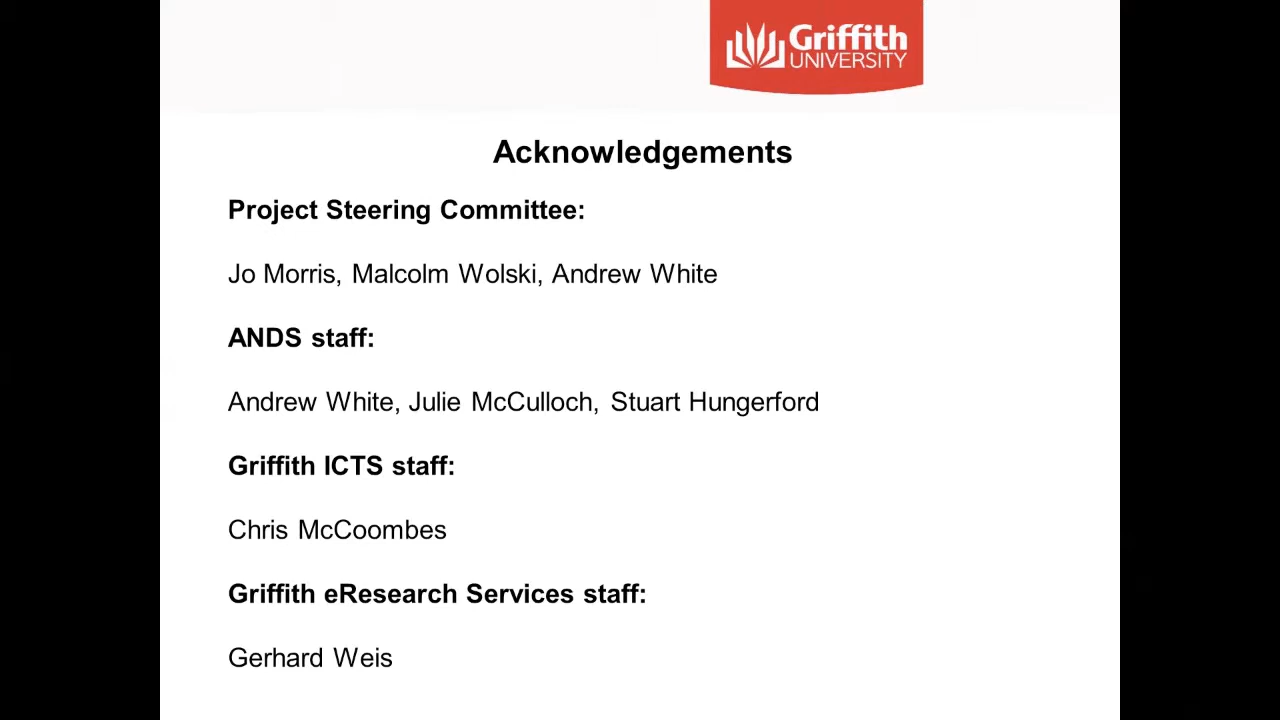 Griffith
UNIVERSITY
Acknowledgements
Project Steering Committee:
Jo Morris, Malcolm Wolski, Andrew White
ANDS staff:
Andrew White, Julie McCulloch, Stuart Hungerford
Griffith ICTS staff:
Chris McCoombes
Griffith eResearch Services staff:
Gerhard Weis